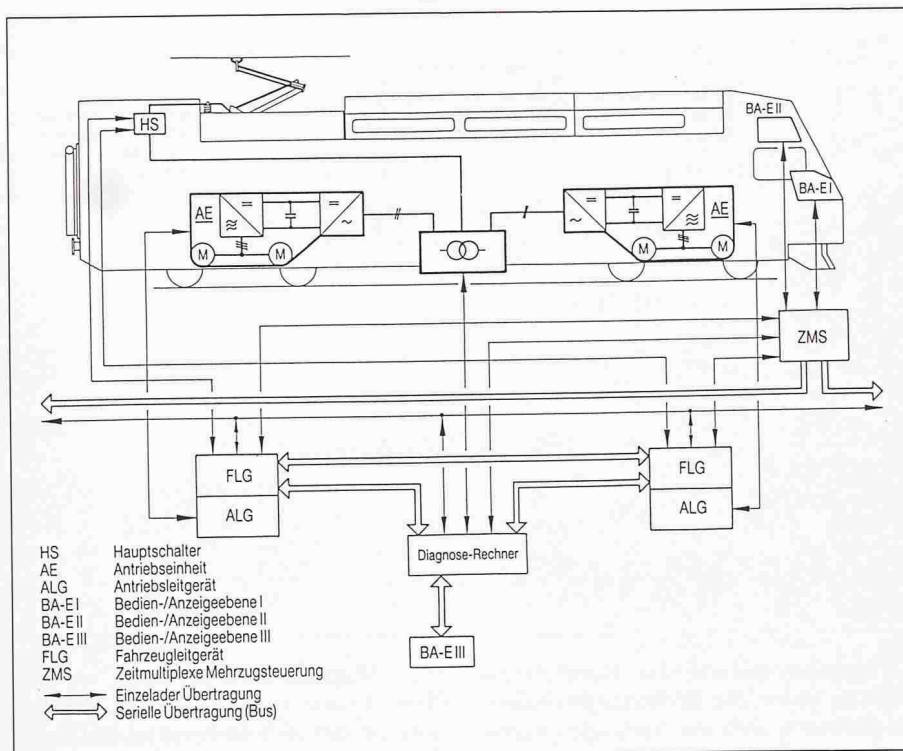 BA-E II
HS
BA-E I
AE
AE
M
M
M
M
ZMS
FLG
ALG
FLG
ALG
Diagnose-Rechner
BA-E III
HS Hauptschalter
AE Antriebseinheit
ALG Antriebsleitgerät
BA-E I Bedien-/Anzeigeebene I
BA-E II Bedien-/Anzeigeebene II
BA-E III Bedien-/Anzeigeebene III
FLG Fahrzeugleitgerät
ZMS Zeitmultiplexe Mehrzugsteuerung
Einzelader Übertragung
Serielle Übertragung (Bus)